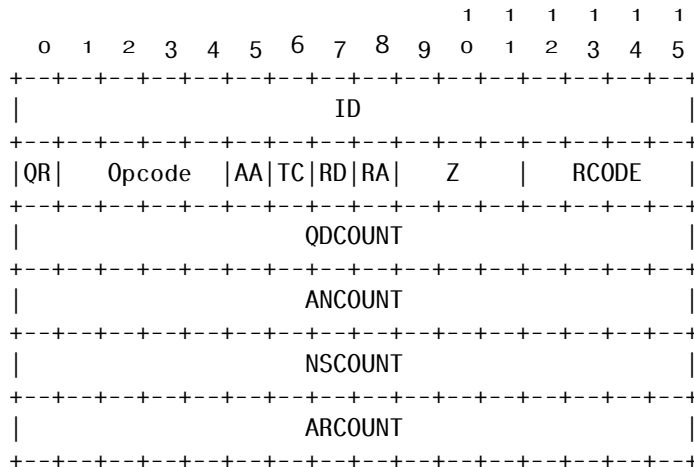 1 1 1 1 1 1
0 1 2 3 4 5 6 7 8 9 0 1 2 3 4 5
+--+--+--+--+--+--+--+--+--+--+--+--+--+--+--+--+
| ID |
+--+--+--+--+--+--+--+--+--+--+--+--+--+--+--+--+
|QR| Opcode |AA|TC|RD|RA| Z | RCODE |
+--+--+--+--+--+--+--+--+--+--+--+--+--+--+--+--+
| QDCOUNT |
+--+--+--+--+--+--+--+--+--+--+--+--+--+--+--+--+
| ANCOUNT |
+--+--+--+--+--+--+--+--+--+--+--+--+--+--+--+--+
| NSCOUNT |
+--+--+--+--+--+--+--+--+--+--+--+--+--+--+--+--+
| ARCOUNT |
+--+--+--+--+--+--+--+--+--+--+--+--+--+--+--+--+